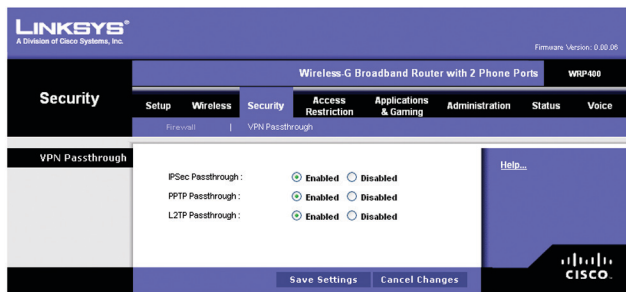 LINKSYS®
A Division of Cisco Systems, Inc.
Firmware Version: 0.00.06
Wireless-G Broadband Router with 2 Phone Ports WRP400
Security
Setup Wireless Security Access Restriction Applications & Gaming Administration Status Voice
Firewall | VPN Passthrough
VPN Passthrough
IPSec Passthrough : Enabled Disabled
PPTP Passthrough : Enabled Disabled
L2TP Passthrough : Enabled Disabled
Help...
Save Settings Cancel Changes
CISCO.